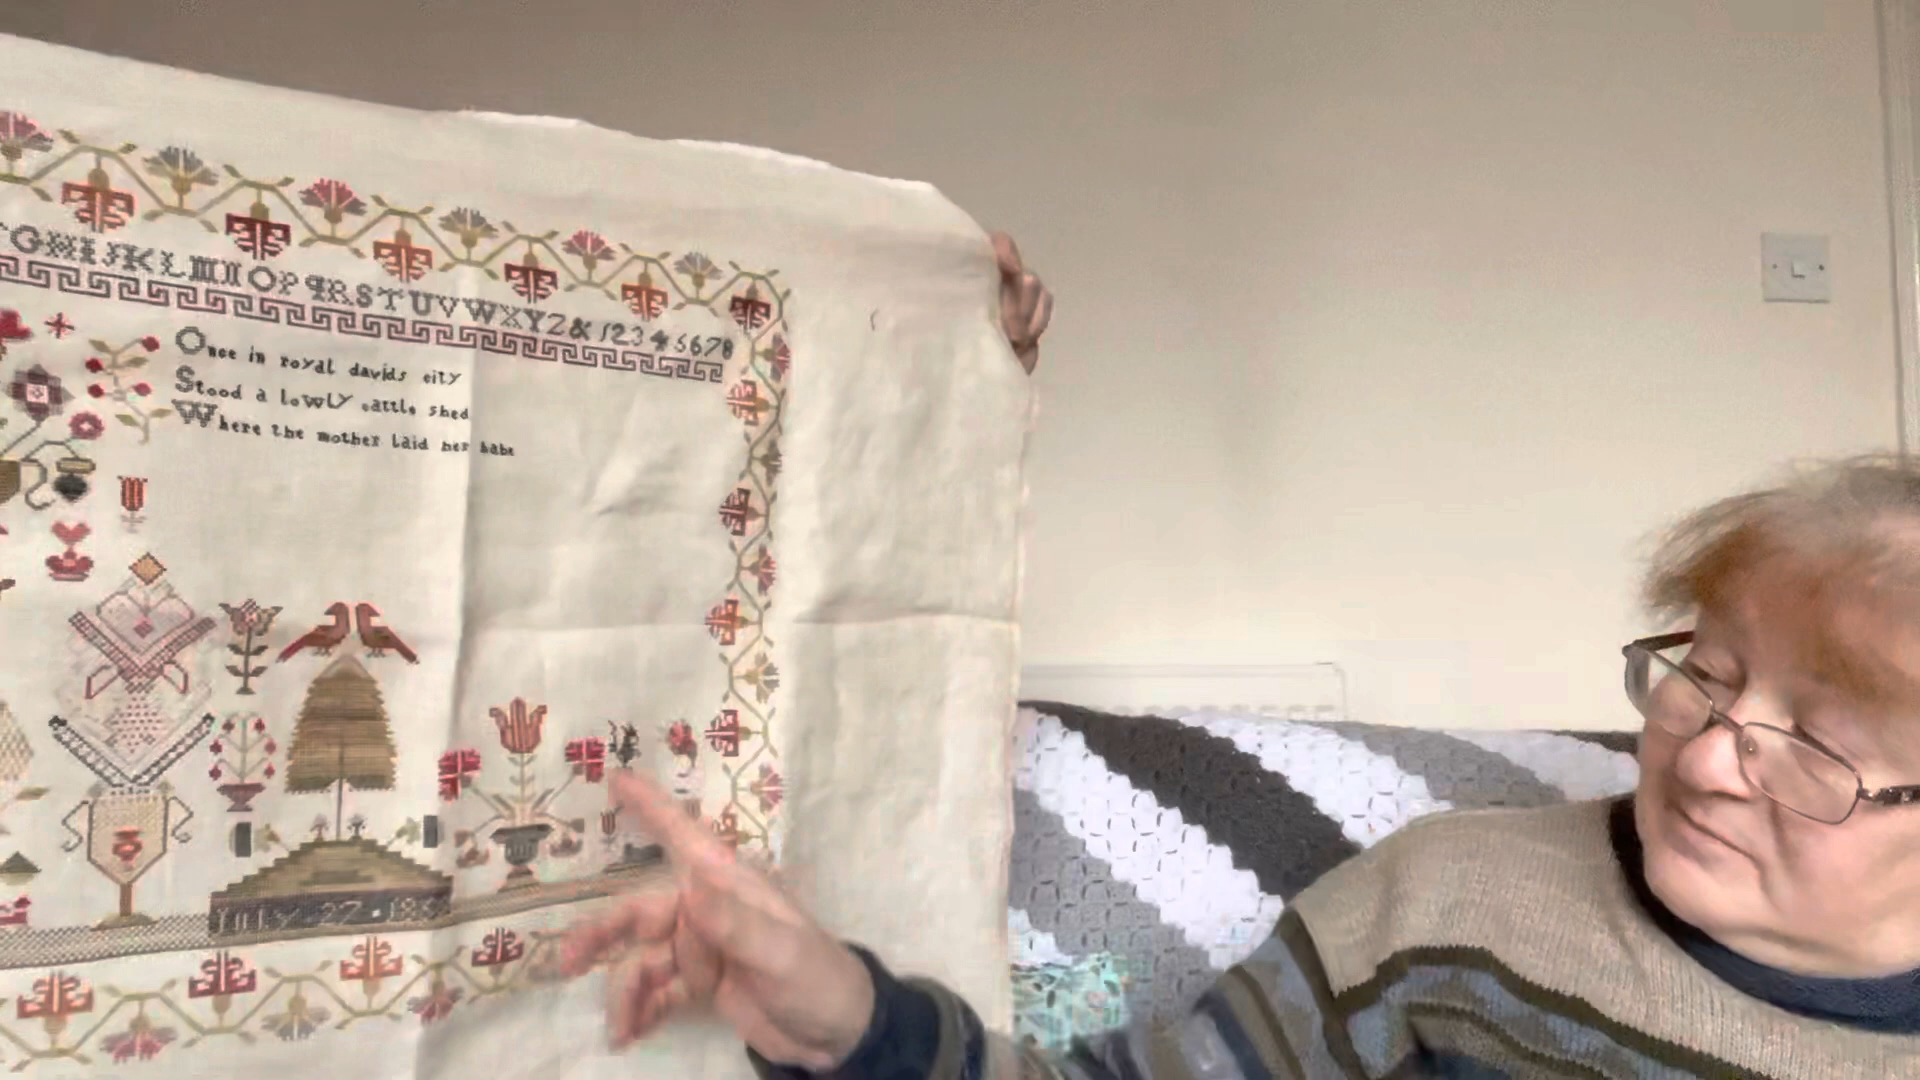 GHIJKLMNOPQRSTUVWXYZ& 12345678
Once in royal davids city
Stood a lowly cattle shed
Where the mother laid her babe
July 27 18